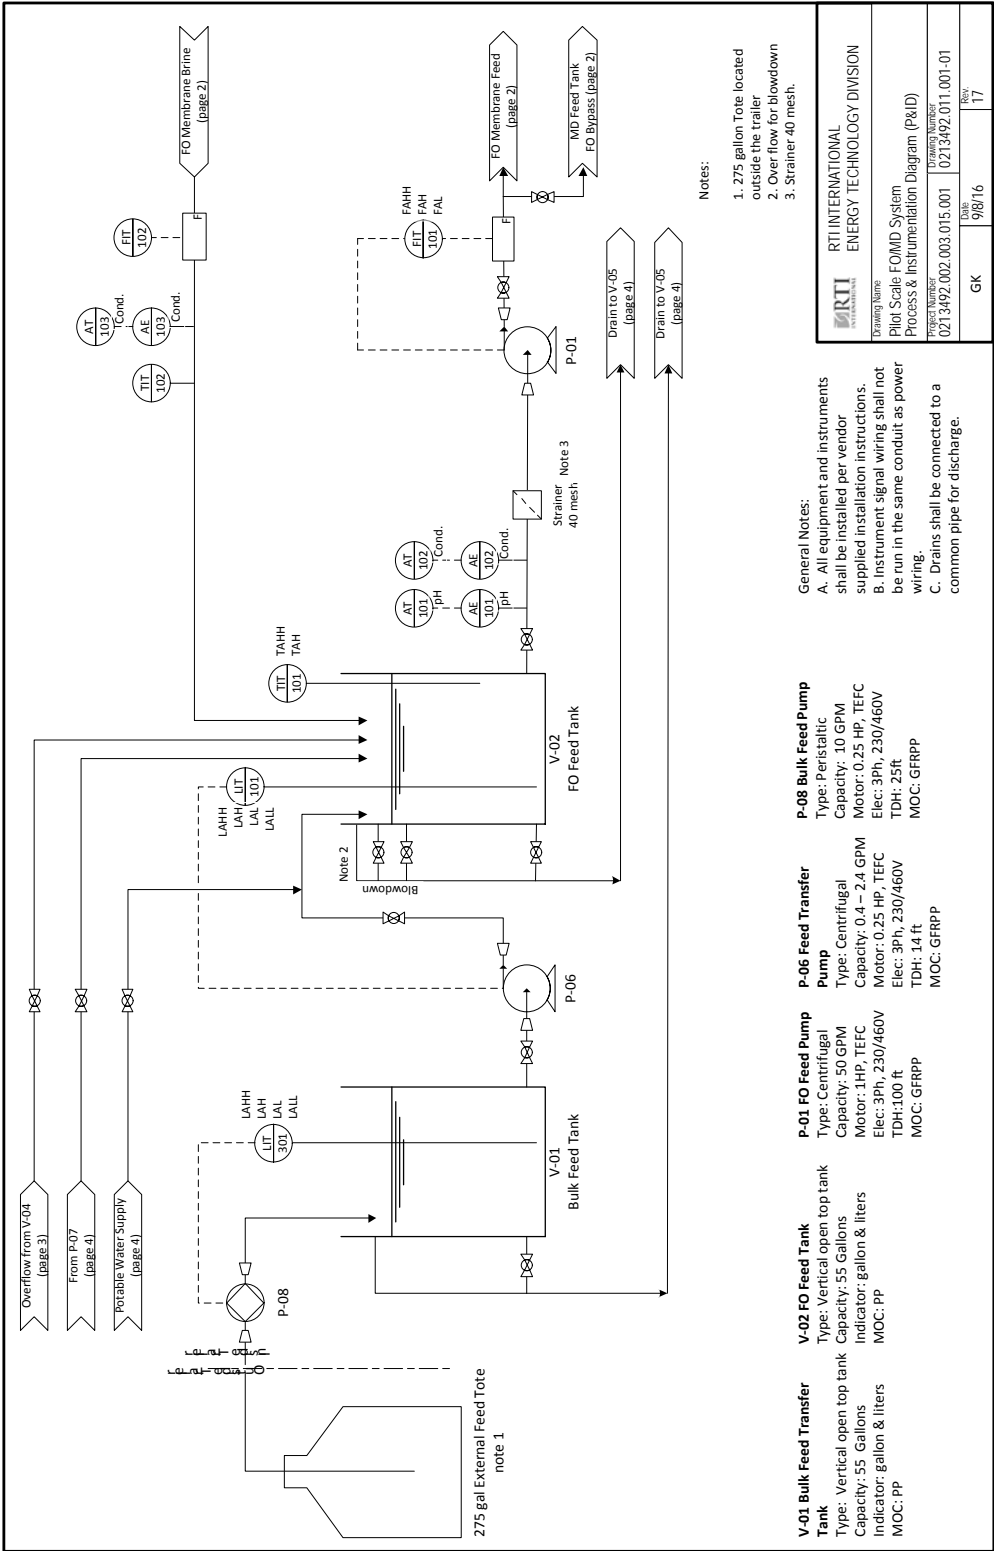 Overflow from V-04
(page 3)
From P-07
(page 4)
Potable Water Supply
(page 4)
FO Membrane Brine
(page 2)
FIT
102
F
AT
103
Cond.
AE
103
Cond.
TIT
102
P-08
LIT
301
LAHH
LAH
LAL
LALL
275 gal External Feed Tote
note 1
V-01
Bulk Feed Tank
P-06
LIT
101
LAHH
LAH
LAL
LALL
TIT
101
TAHH
TAH
Note 2
Blowdown
V-02
FO Feed Tank
AT
101
pH
AE
101
pH
AT
102
Cond.
AE
102
Cond.
Strainer
40 mesh
Note 3
P-01
FIT
101
FAHH
FAH
FAL
F
FO Membrane Feed
(page 2)
MD Feed Tank
FO Bypass (page 2)
Drain to V-05
(page 4)
Drain to V-05
(page 4)
Notes:
1. 275 gallon Tote located
outside the trailer
2. Over flow for blowdown
3. Strainer 40 mesh.
V-01 Bulk Feed Transfer
Tank
Type: Vertical open top tank
Capacity: 55 Gallons
Indicator: gallon & liters
MOC: PP
V-02 FO Feed Tank
Type: Vertical open top tank
Capacity: 55 Gallons
Indicator: gallon & liters
MOC: PP
P-01 FO Feed Pump
Type: Centrifugal
Capacity: 50 GPM
Motor: 1HP, TEFC
Elec: 3Ph, 230/460V
TDH:100 ft
MOC: GFRPP
P-06 Feed Transfer
Pump
Type: Centrifugal
Capacity: 0.4 – 2.4 GPM
Motor: 0.25 HP, TEFC
Elec: 3Ph, 230/460V
TDH: 14 ft
MOC: GFRPP
P-08 Bulk Feed Pump
Type: Peristaltic
Capacity: 10 GPM
Motor: 0.25 HP, TEFC
Elec: 3Ph, 230/460V
TDH: 25ft
MOC: GFRPP
General Notes:
A. All equipment and instruments
shall be installed per vendor
supplied installation instructions.
B. Instrument signal wiring shall not
be run in the same conduit as power
wiring.
C. Drains shall be connected to a
common pipe for discharge.
RTI
INTERNATIONAL
RTI INTERNATIONAL
ENERGY TECHNOLOGY DIVISION
Drawing Name
Pilot Scale FO/MD System
Process & Instrumentation Diagram (P&ID)
Project Number
0213492.002.003.015.001
Drawing Number
0213492.011.001-01
GK
Date
9/8/16
Rev.
17